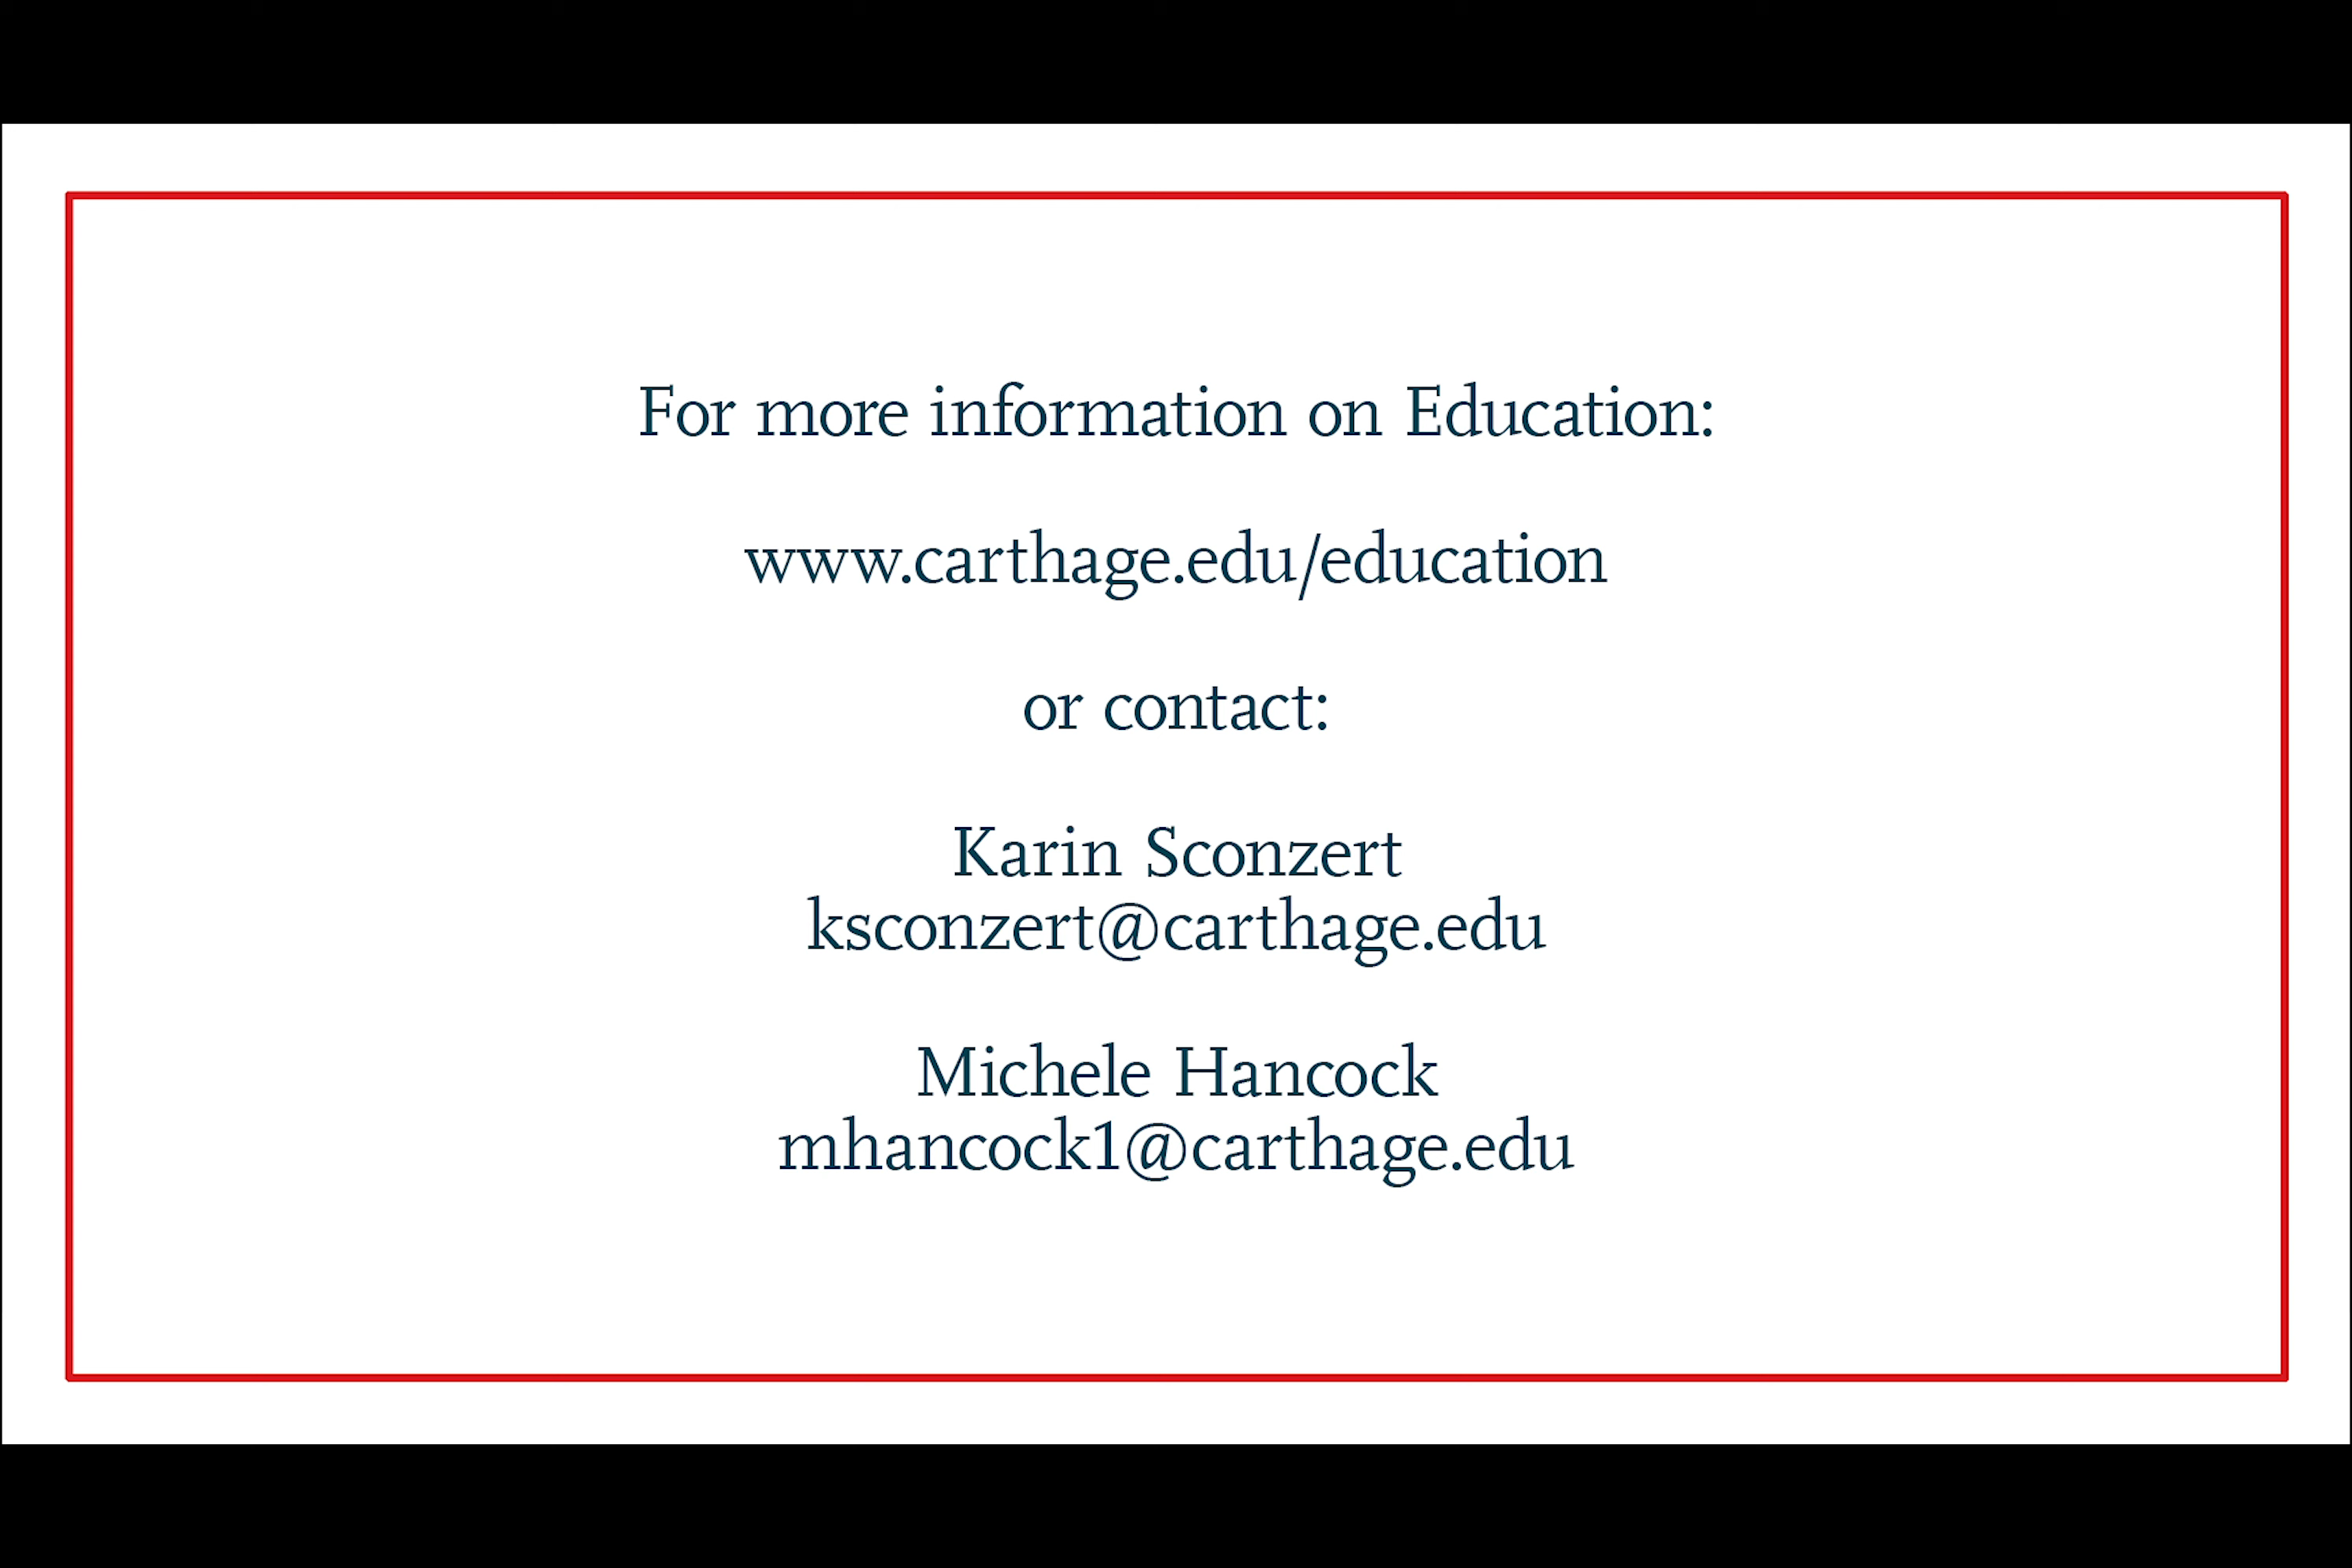 For more information on Education:
www.carthage.edu/education
or contact:
Karin Sconzert
ksconzert@carthage.edu
Michele Hancock
mhancock1@carthage.edu